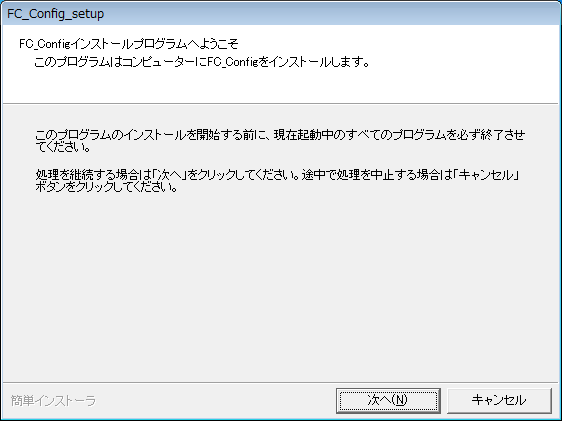 FC_Config_setup
FC_Configインストールプログラムへようこそ
このプログラムはコンピューターにFC_Configをインストールします。
このプログラムのインストールを開始する前に、現在起動中のすべてのプログラムを必ず終了させ
てください。
処理を継続する場合は「次へ」をクリックしてください。途中で処理を中止する場合は「キャンセル」
ボタンをクリックしてください。
簡単インストーラ
次へ(N)
キャンセル